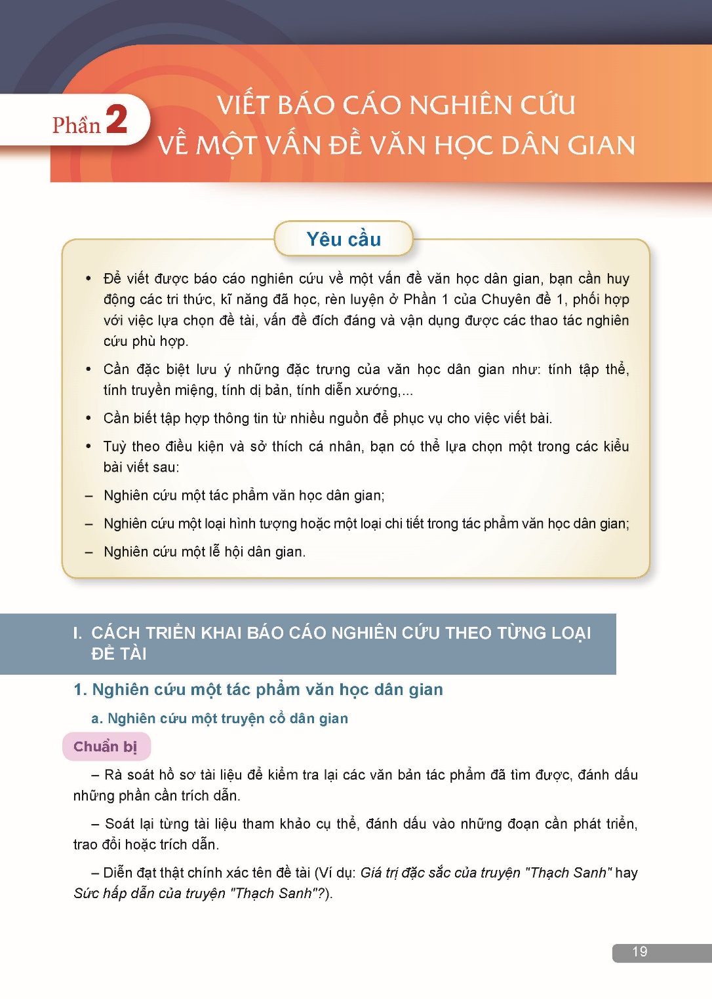 Phần 2
VIẾT BÁO CÁO NGHIÊN CỨU
VỀ MỘT VẤN ĐỀ VĂN HỌC DÂN GIAN
Yêu cầu
• Để viết được báo cáo nghiên cứu về một vấn đề văn học dân gian, bạn cần huy
động các tri thức, kĩ năng đã học, rèn luyện ở Phần 1 của Chuyên đề 1, phối hợp
với việc lựa chọn đề tài, vấn đề đích đáng và vận dụng được các thao tác nghiên
cứu phù hợp.
• Cần đặc biệt lưu ý những đặc trưng của văn học dân gian như: tính tập thể,
tính truyền miệng, tính dị bản, tính diễn xướng,...
• Cần biết tập hợp thông tin từ nhiều nguồn để phục vụ cho việc viết bài.
• Tuỳ theo điều kiện và sở thích cá nhân, bạn có thể lựa chọn một trong các kiểu
bài viết sau:
– Nghiên cứu một tác phẩm văn học dân gian;
– Nghiên cứu một loại hình tượng hoặc một loại chi tiết trong tác phẩm văn học dân gian;
– Nghiên cứu một lễ hội dân gian.
I. CÁCH TRIỂN KHAI BÁO CÁO NGHIÊN CỨU THEO TỪNG LOẠI
ĐỀ TÀI
1. Nghiên cứu một tác phẩm văn học dân gian
a. Nghiên cứu một truyện cổ dân gian
Chuẩn bị
– Rà soát hồ sơ tài liệu để kiểm tra lại các văn bản tác phẩm đã tìm được, đánh dấu
những phần cần trích dẫn.
– Soát lại từng tài liệu tham khảo cụ thể, đánh dấu vào những đoạn cần phát triển,
trao đổi hoặc trích dẫn.
– Diễn đạt thật chính xác tên đề tài (Ví dụ: Giá trị đặc sắc của truyện "Thạch Sanh" hay
Sức hấp dẫn của truyện "Thạch Sanh"?).
19